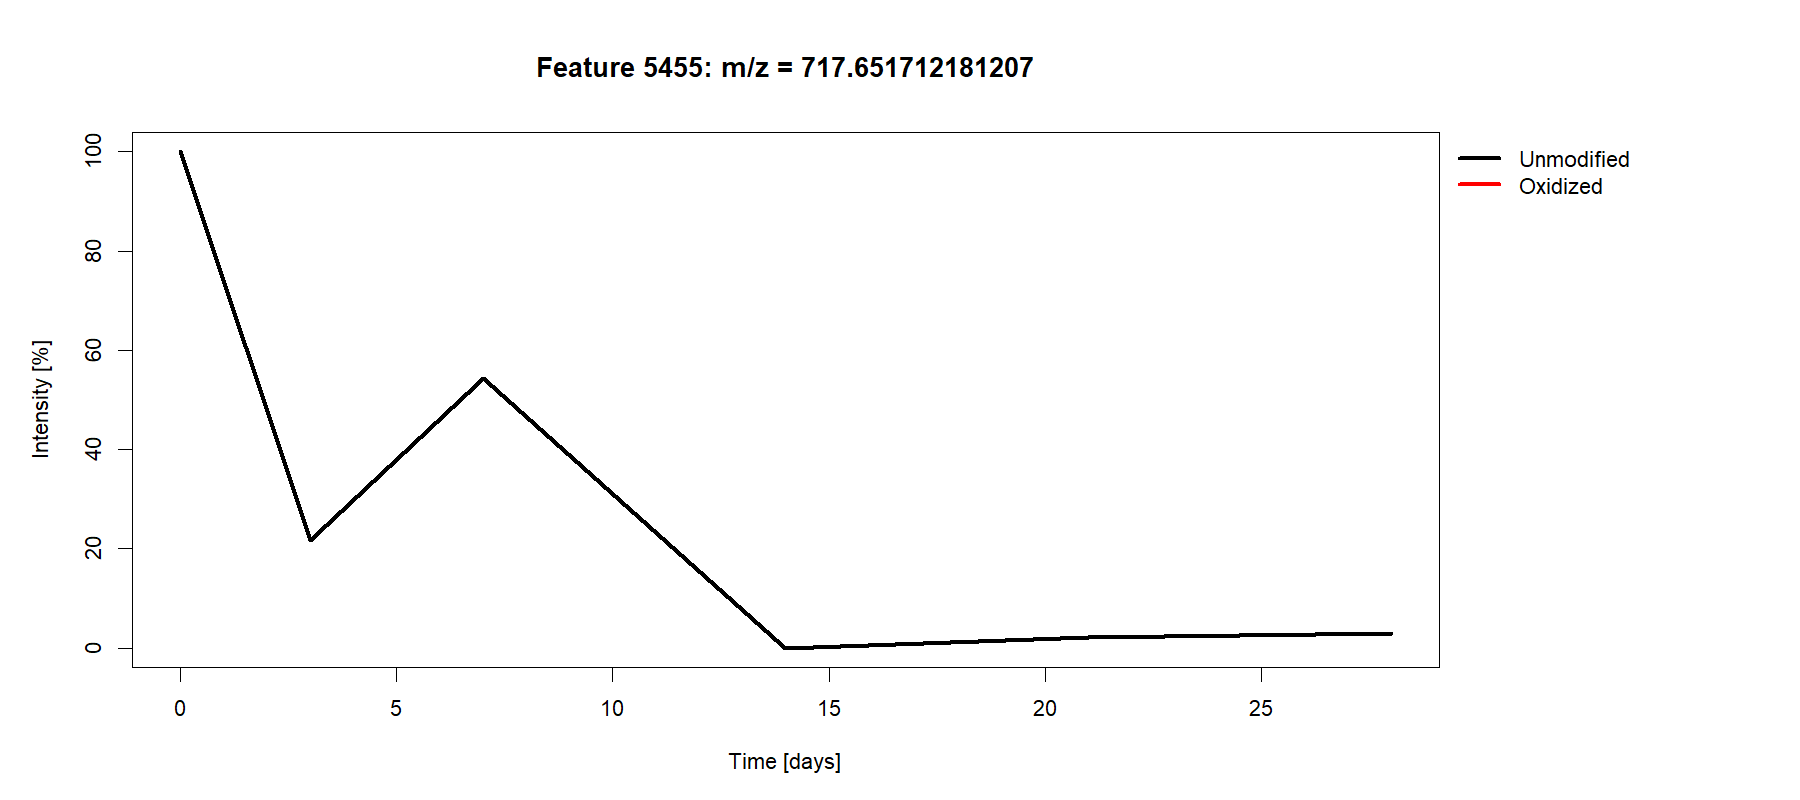 Feature 5455: m/z = 717.651712181207
Unmodified
Oxidized
Intensity [%]
100
80
60
40
20
0
0 5 10 15 20 25
Time [days]